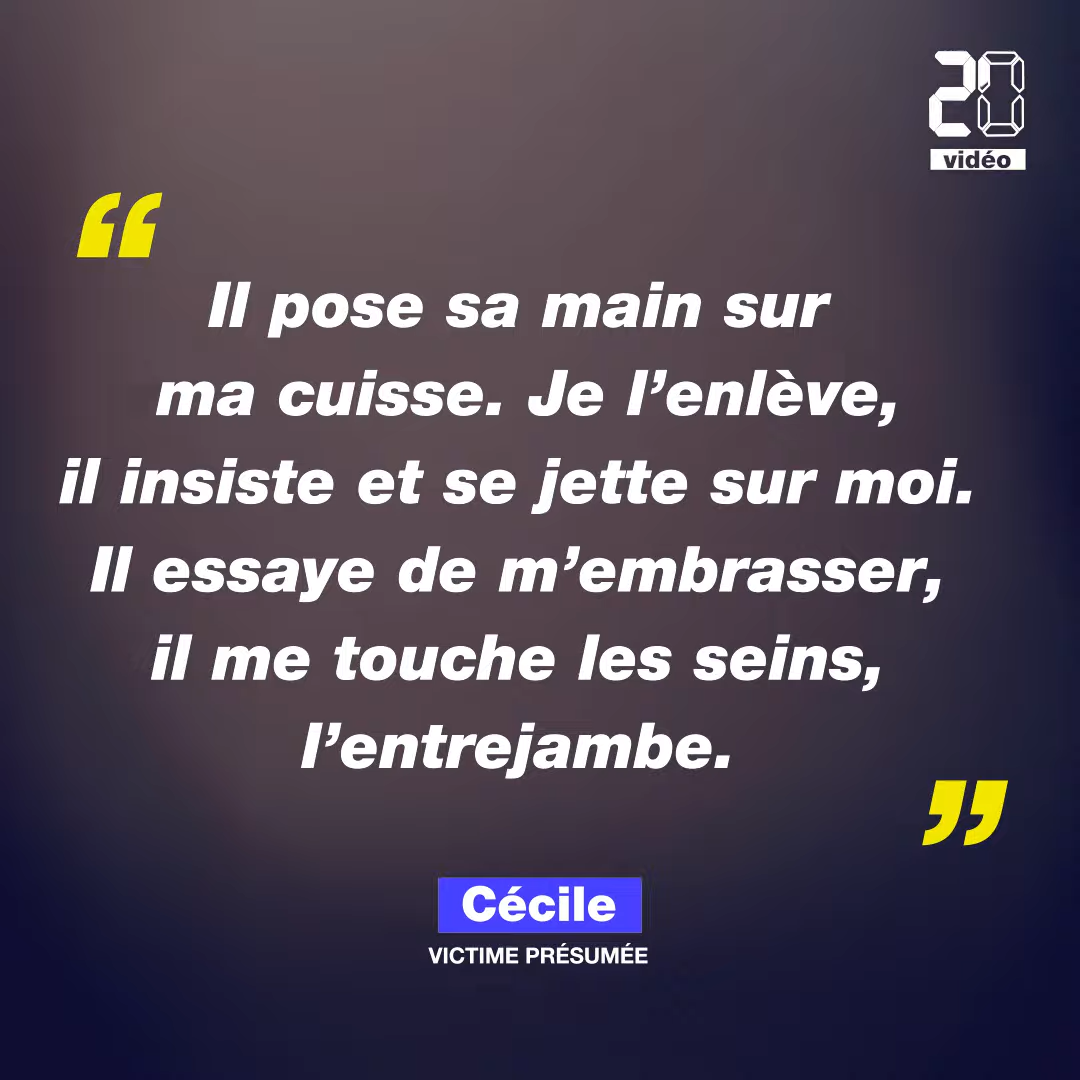 20
vidéo
“
Il pose sa main sur
ma cuisse. Je l’enlève,
il insiste et se jette sur moi.
Il essaye de m’embrasser,
il me touche les seins,
l’entrejambe.
”
Cécile
VICTIME PRÉSUMÉE